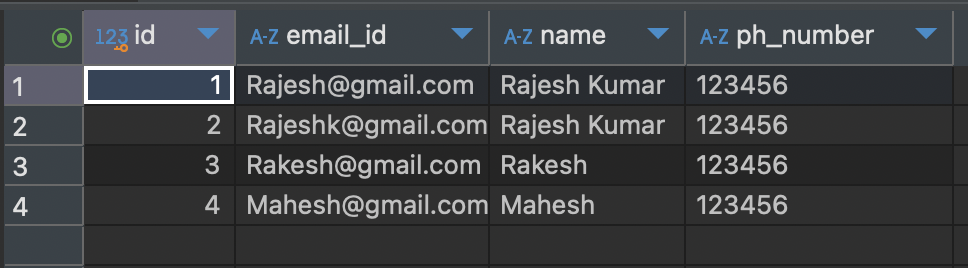 123 id A-Z email_id A-Z name A-Z ph_number
1 1 Rajesh@gmail.com Rajesh Kumar 123456
2 2 Rajeshk@gmail.com Rajesh Kumar 123456
3 3 Rakesh@gmail.com Rakesh 123456
4 4 Mahesh@gmail.com Mahesh 123456